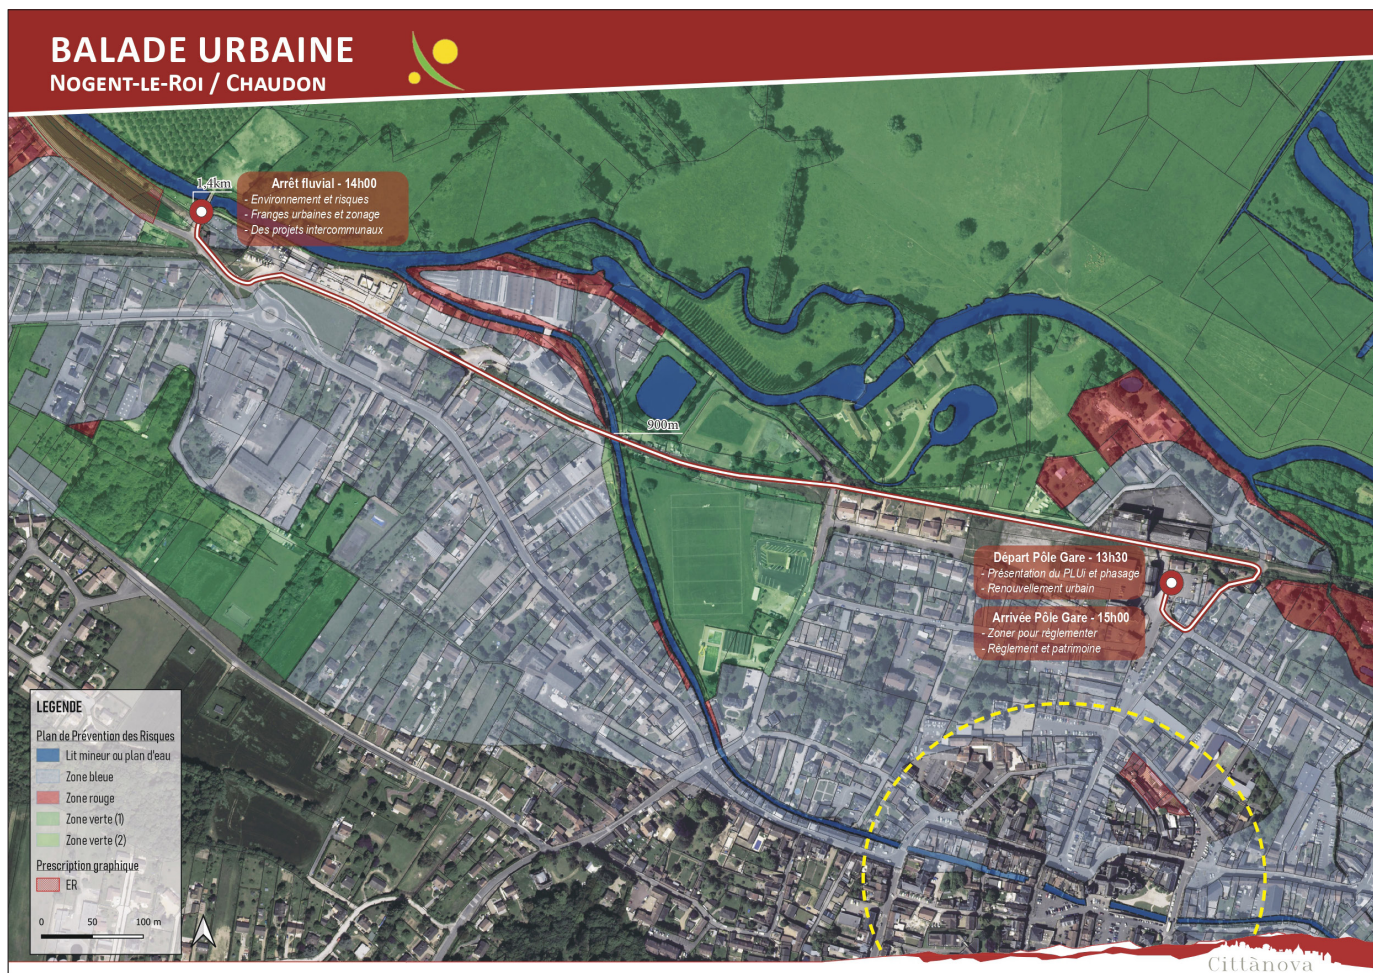 BALADE URBAINE
NOGENT-LE-ROI / CHAUDON
1,4km
Arrêt fluvial - 14h00
- Environnement et risques
- Franges urbaines et zonage
- Des projets intercommunaux
900m
Départ Pôle Gare - 13h30
- Présentation du PLUi et phasage
- Renouvellement urbain
Arrivée Pôle Gare - 15h00
- Zoner pour règlementer
- Règlement et patrimoine
LEGENDE
Plan de Prévention des Risques
Lit mineur ou plan d'eau
Zone bleue
Zone rouge
Zone verte (1)
Zone verte (2)
Prescription graphique
ER
0 50 100 m
Cittànova